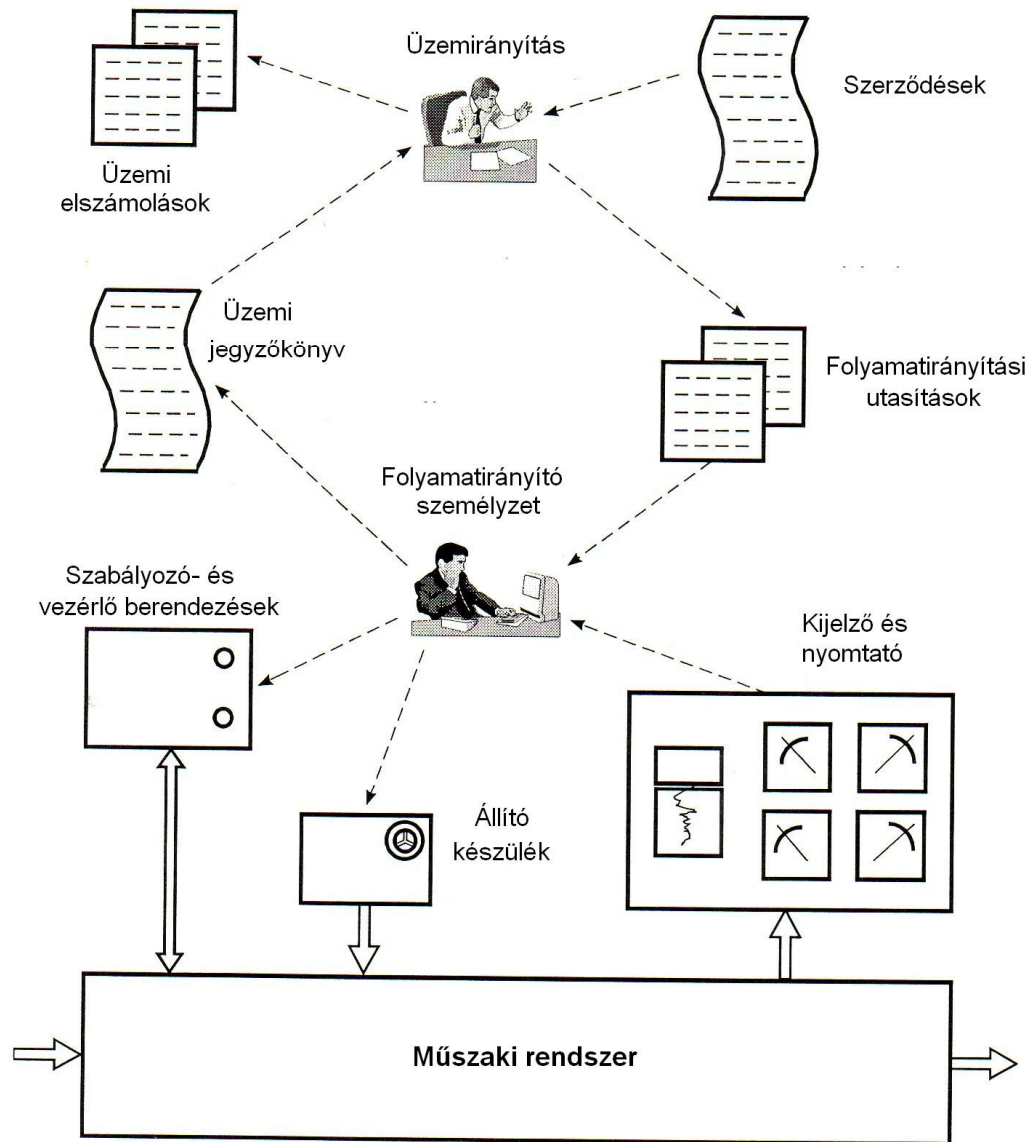 Üzemirányítás
Szerződések
Üzemi
elszámolások
Üzemi
jegyzőkönyv
Folyamatirányítási
utasítások
Folyamatirányító
személyzet
Szabályozó- és
vezérlő berendezések
Kijelző és
nyomtató
Állító
készülék
Műszaki rendszer